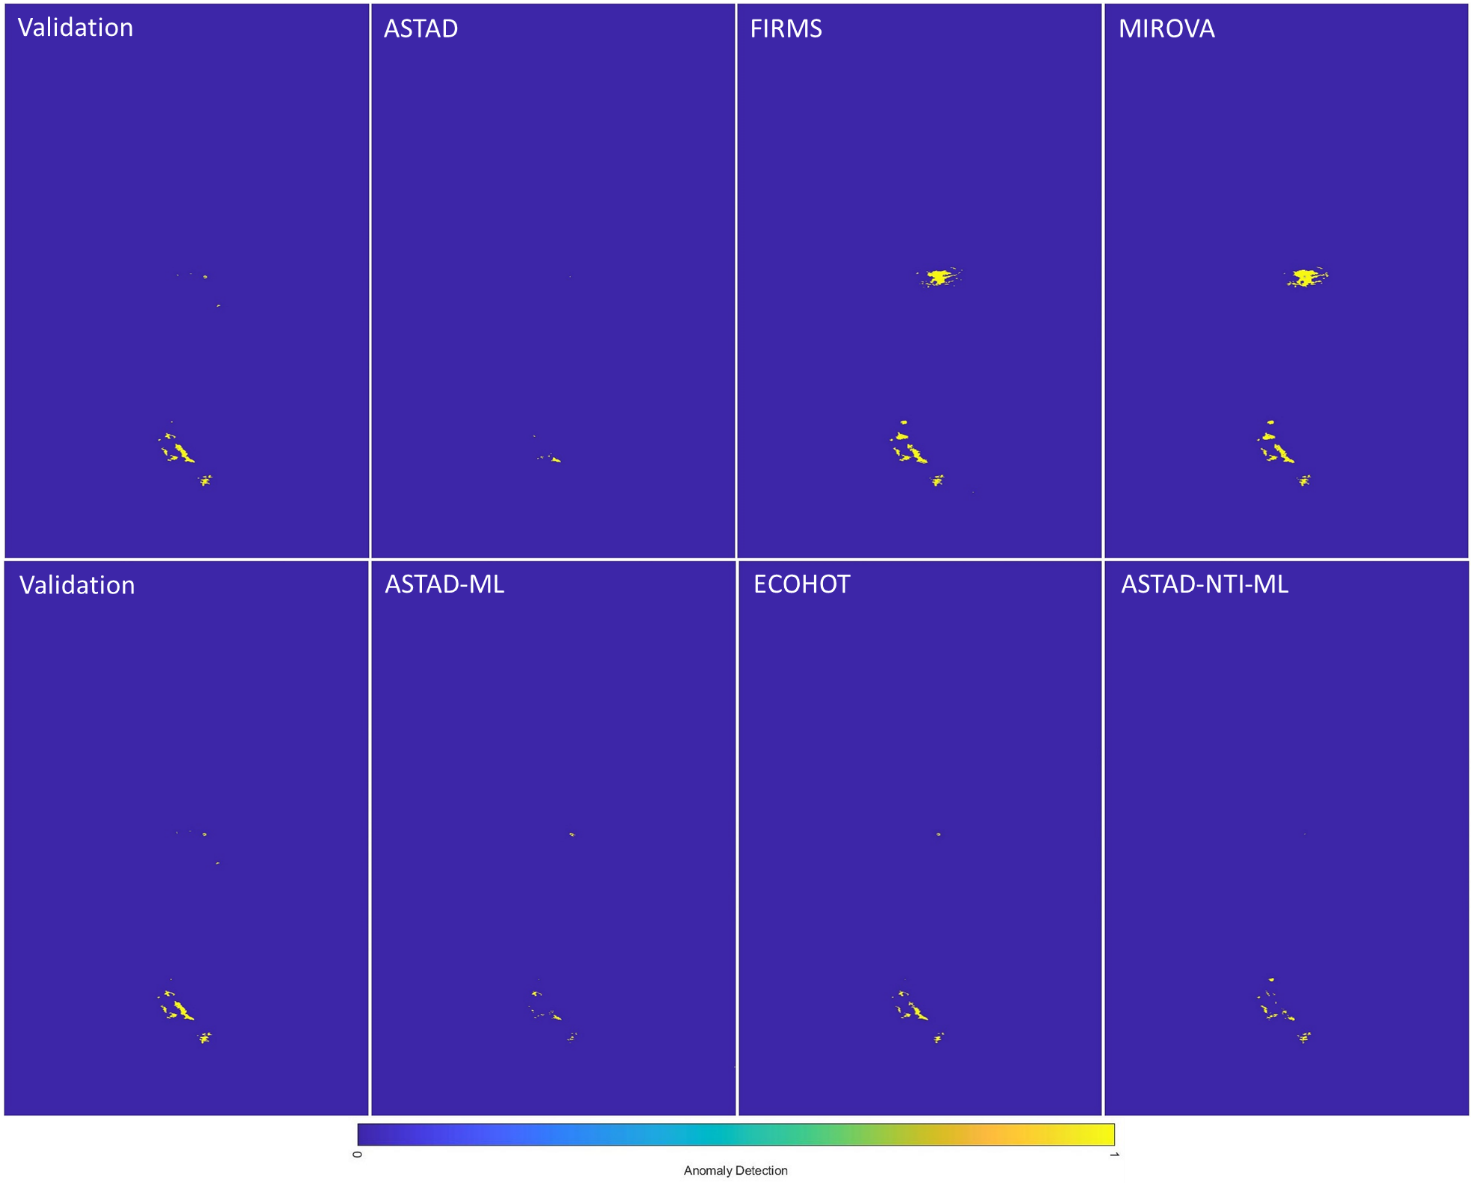 Validation
ASTAD
FIRMS
MIROVA
Validation
ASTAD-ML
ECOHOT
ASTAD-NTI-ML
0
1
Anomaly Detection